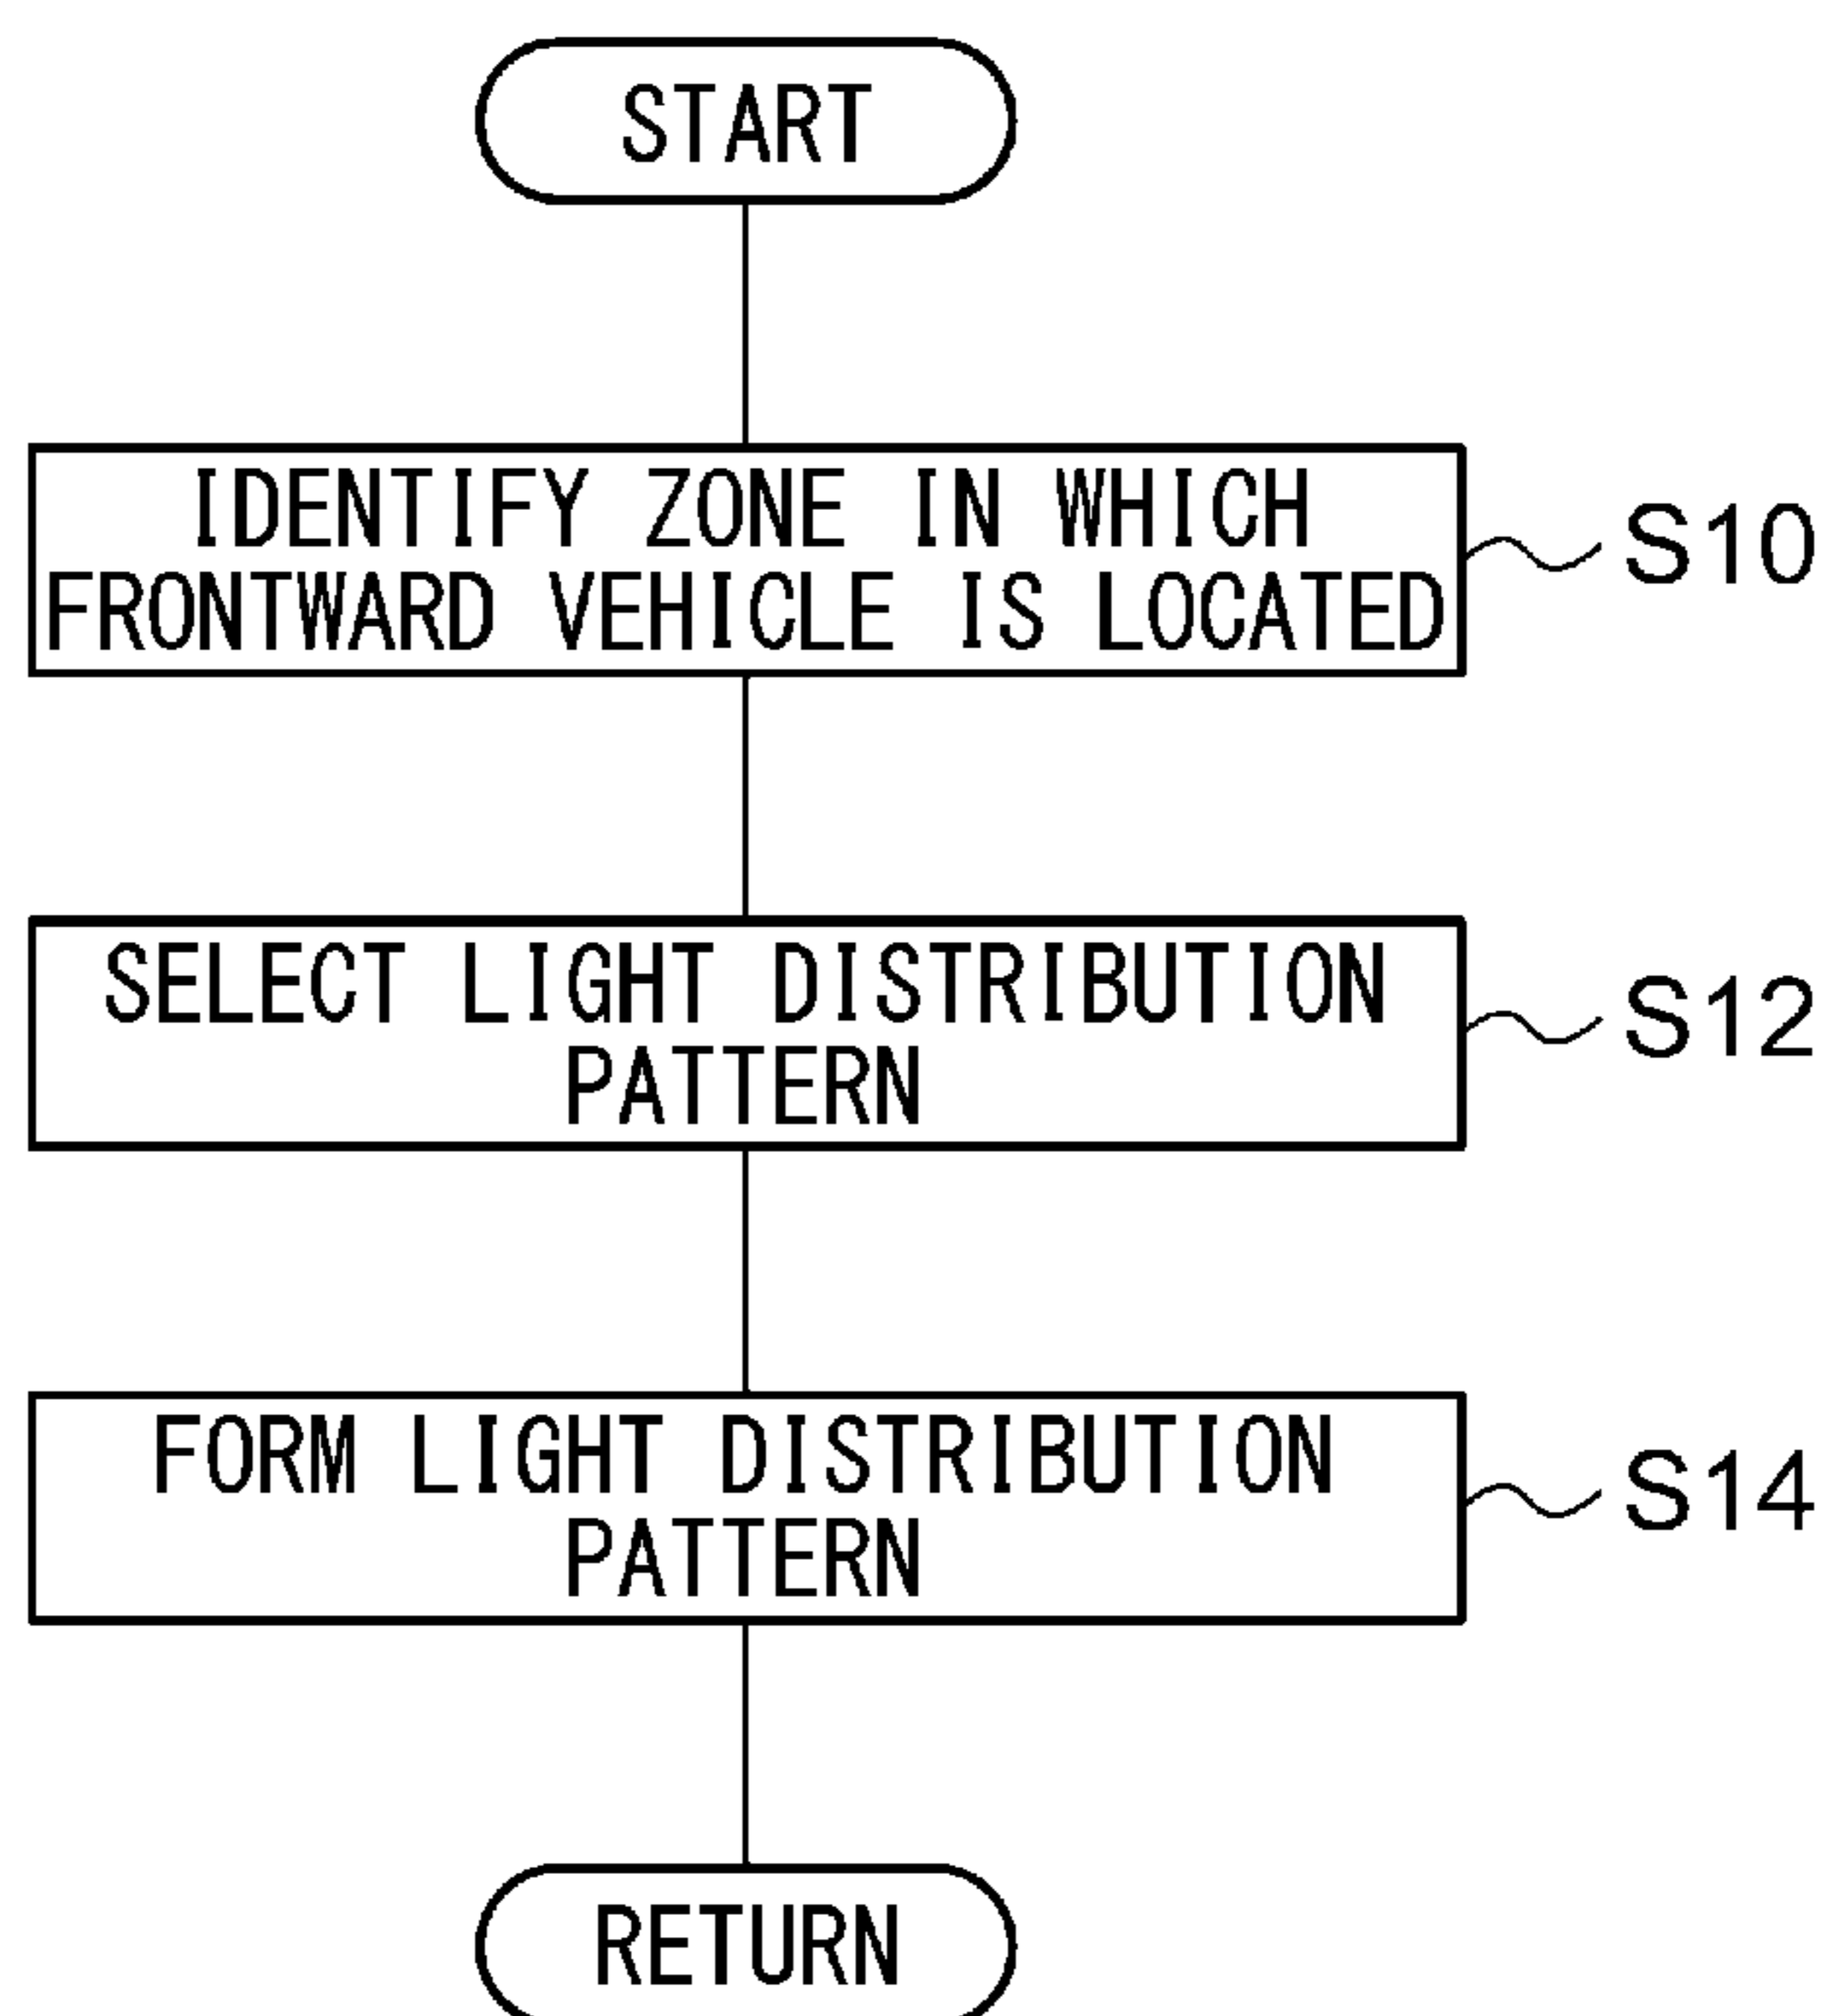 START
IDENTIFY ZONE IN WHICH
FRONTWARD VEHICLE IS LOCATED
S10
SELECT LIGHT DISTRIBUTION
PATTERN
S12
FORM LIGHT DISTRIBUTION
PATTERN
S14
RETURN